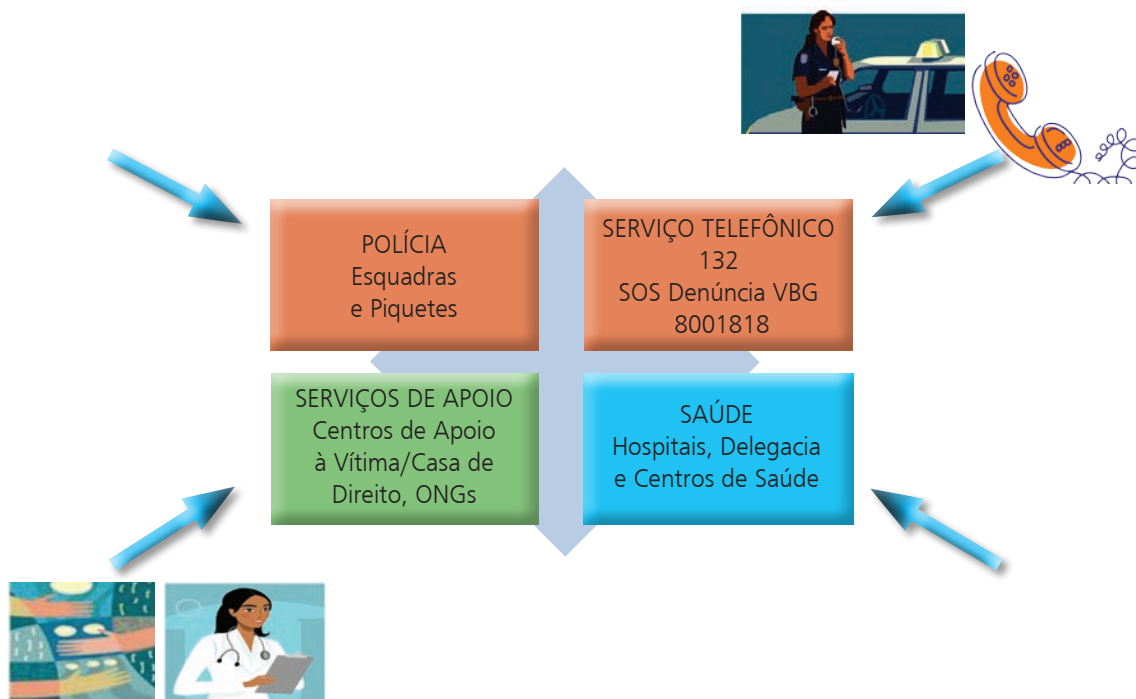 POLÍCIA
Esquadras
e Piquetes
SERVIÇO TELEFÔNICO
132
SOS Denúncia VBG
8001818
SERVIÇOS DE APOIO
Centros de Apoio
à Vítima/Casa de
Direito, ONGs
SAÚDE
Hospitais, Delegacia
e Centros de Saúde